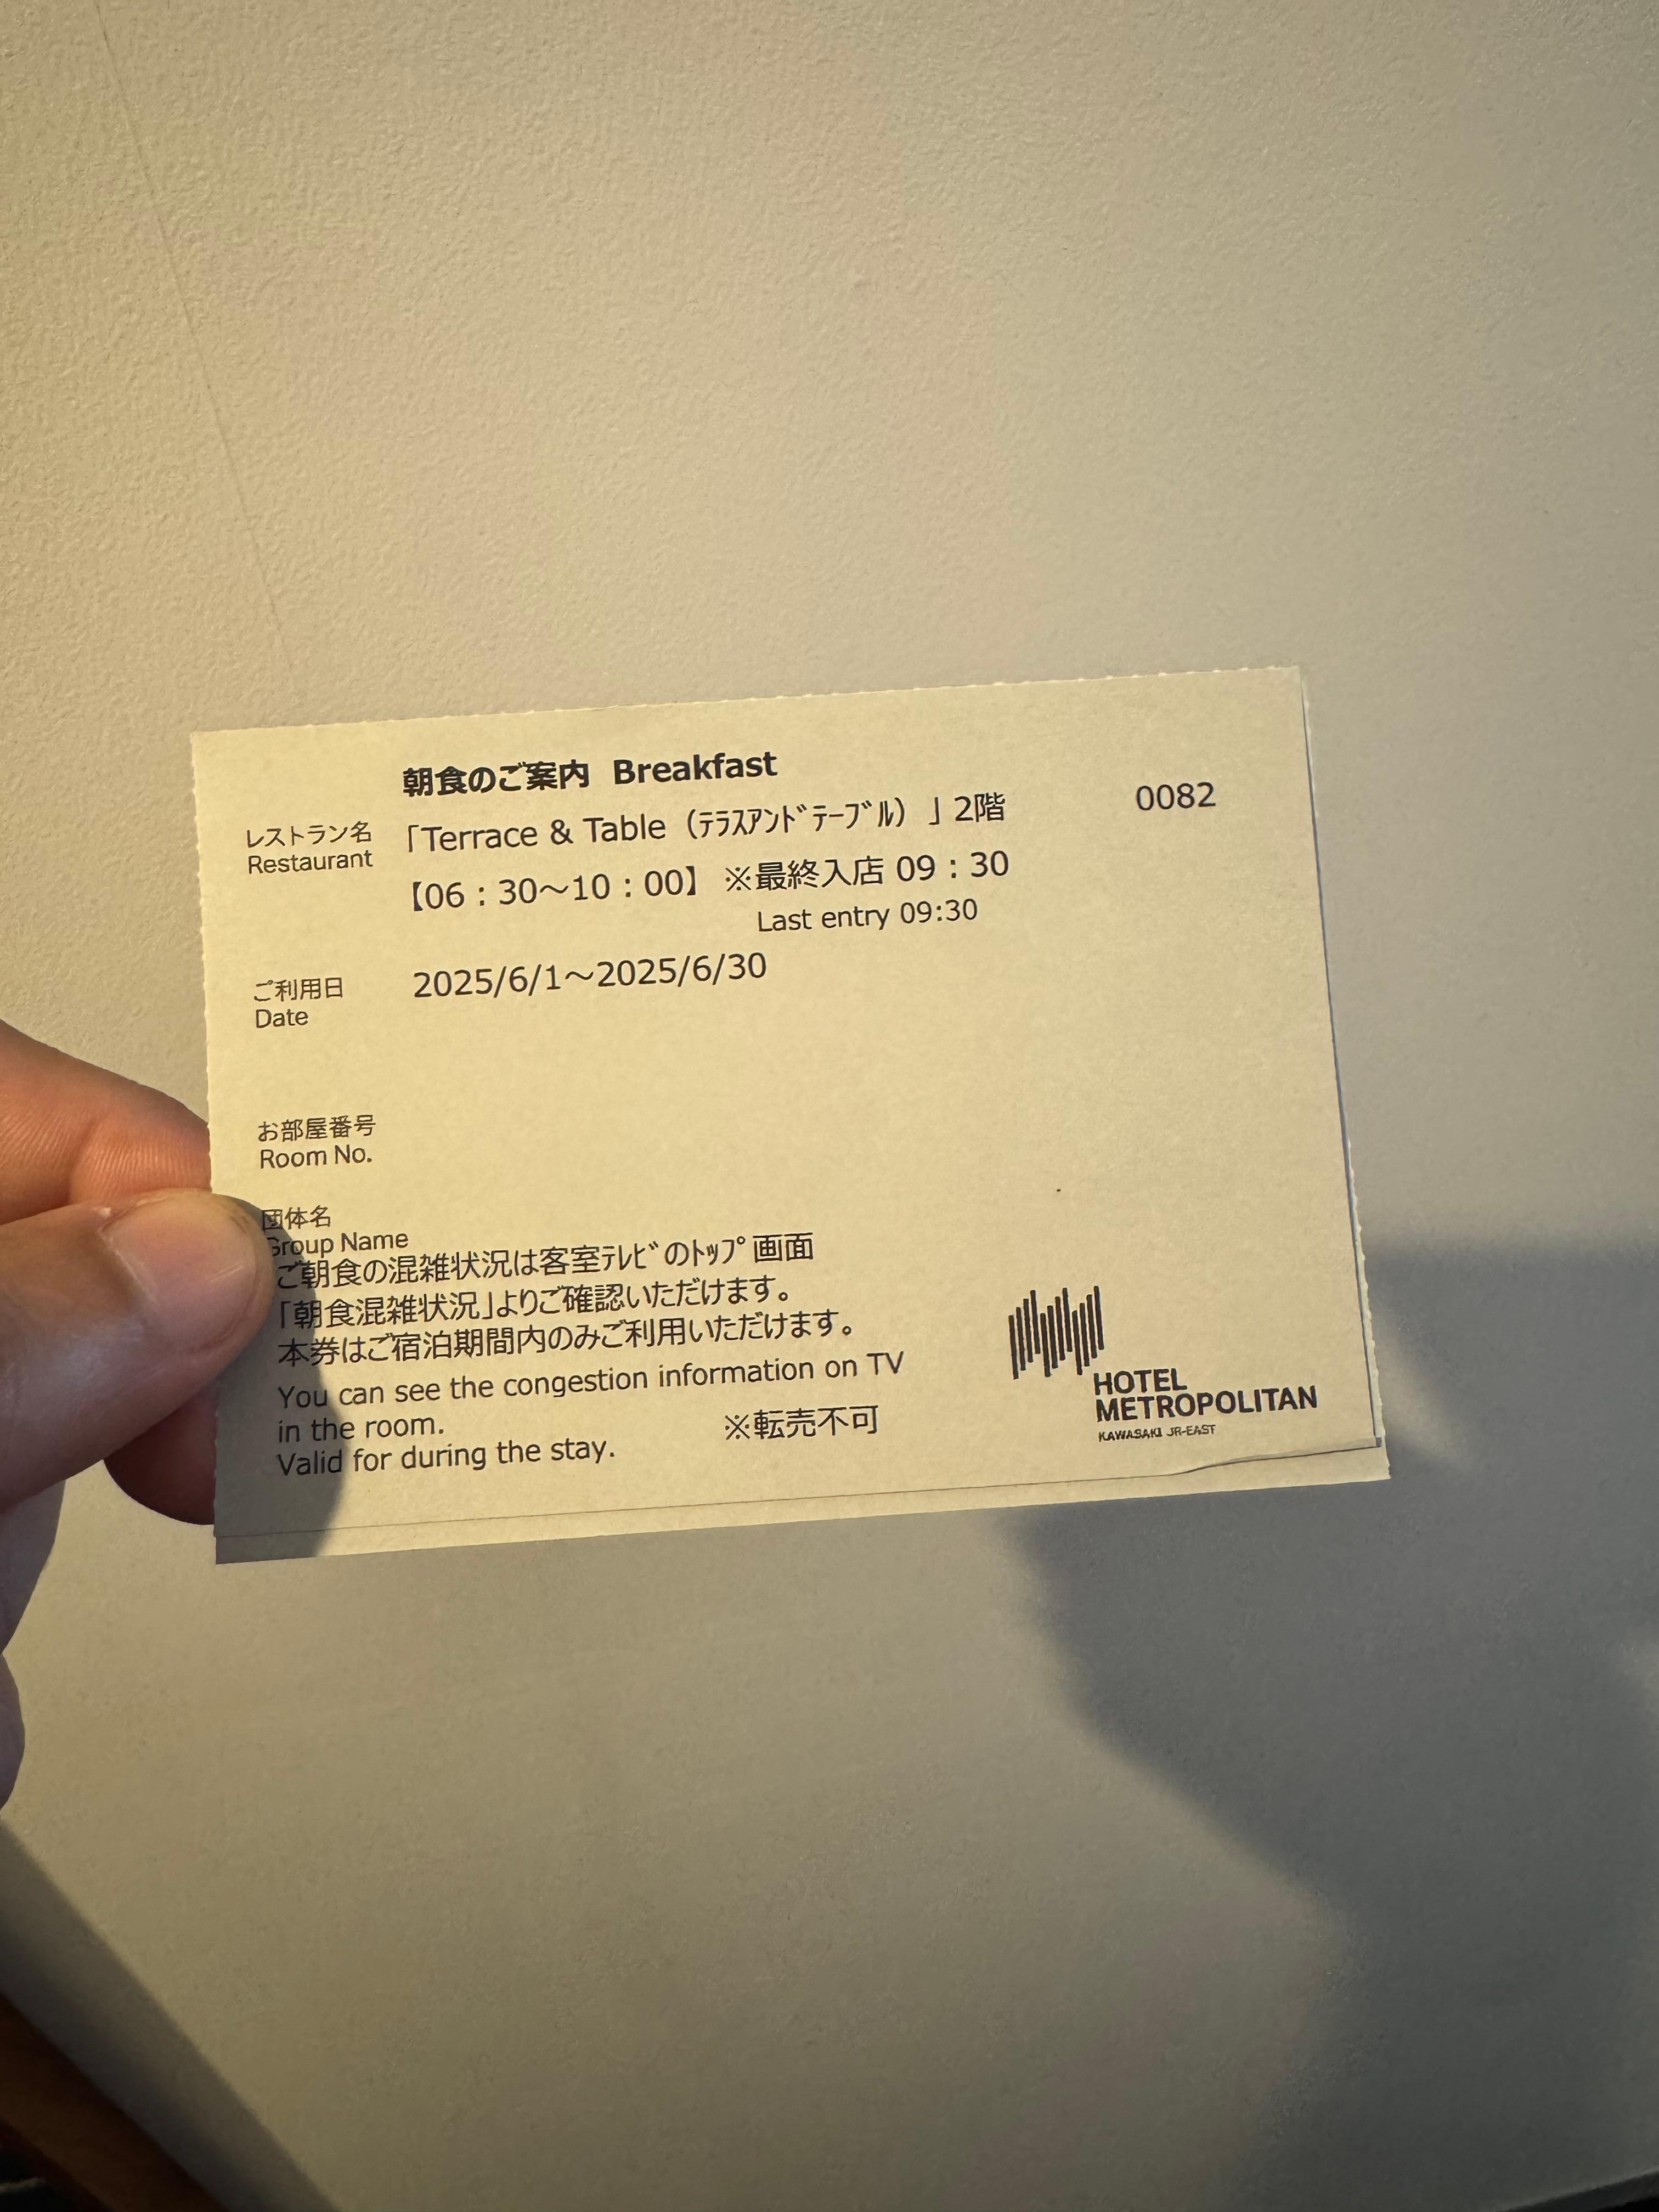 朝食のご案内 Breakfast
0082
レストラン名
Restaurant
「Terrace & Table（ﾃﾗｽｱﾝﾄﾞﾃｰﾌﾞﾙ）」2階
【06：30～10：00】 ※最終入店 09：30
Last entry 09:30
ご利用日
Date
2025/6/1～2025/6/30
お部屋番号
Room No.
団体名
Group Name
ご朝食の混雑状況は客室ﾃﾚﾋﾞのﾄｯﾌﾟ画面
「朝食混雑状況」よりご確認いただけます。
本券はご宿泊期間内のみご利用いただけます。
You can see the congestion information on TV
in the room.
※転売不可
Valid for during the stay.
HOTEL
METROPOLITAN
KAWASAKI JR-EAST